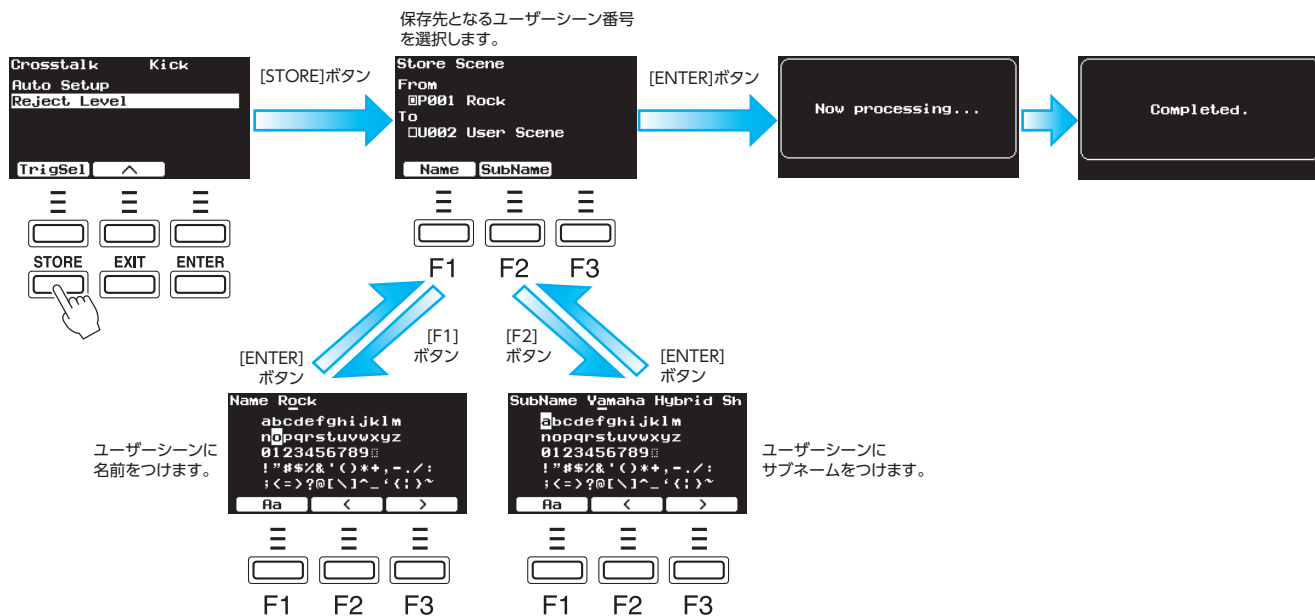 保存先となるユーザーシーン番号
を選択します。
Crosstalk Kick
Auto Setup
Reject Level
TrigSel ^
[STORE]ボタン
Store Scene
From
P001 Rock
To
U002 User Scene
Name SubName
[ENTER]ボタン
Now processing...
Completed.
STORE EXIT ENTER
F1 F2 F3
[ENTER]
ボタン
[F1]
ボタン
[F2]
ボタン
[ENTER]
ボタン
ユーザーシーンに
名前をつけます。
Name Rock
abcdefghijklm
nopqrstuvwxyz
0123456789
!"#$%&'()*+,-./:
;<=>?@[\]^_‘{¦}~
Aa < >
F1 F2 F3
SubName Yamaha Hybrid Sh
abcdefghijklm
nopqrstuvwxyz
0123456789
!"#$%&'()*+,-./:
;<=>?@[\]^_‘{¦}~
Aa < >
F1 F2 F3
ユーザーシーンに
サブネームをつけます。